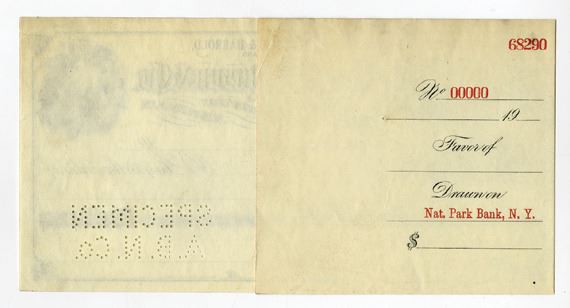 68290
No 00000
19
Favor of
Drawn on
Nat. Park Bank, N. Y.
$
SPECIMEN
A.B.N.Co.